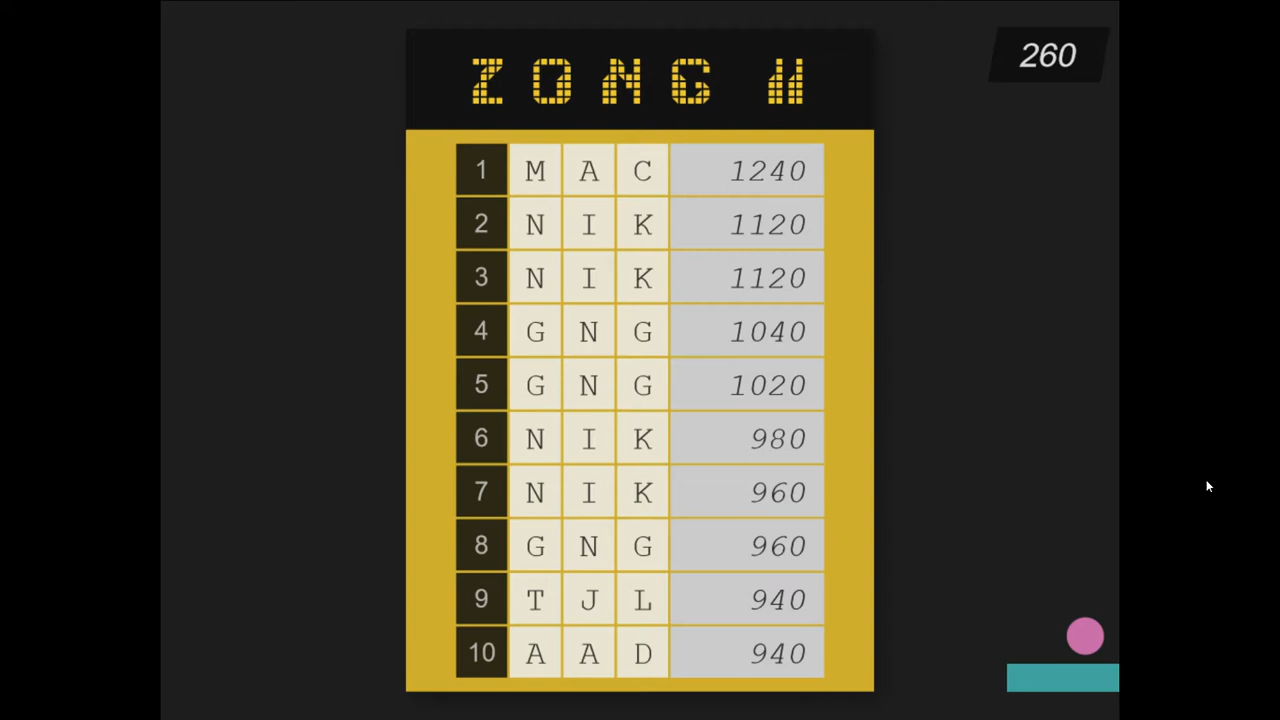 ZONG II
260
1 M A C 1240
2 N I K 1120
3 N I K 1120
4 G N G 1040
5 G N G 1020
6 N I K 980
7 N I K 960
8 G N G 960
9 T J L 940
10 A A D 940